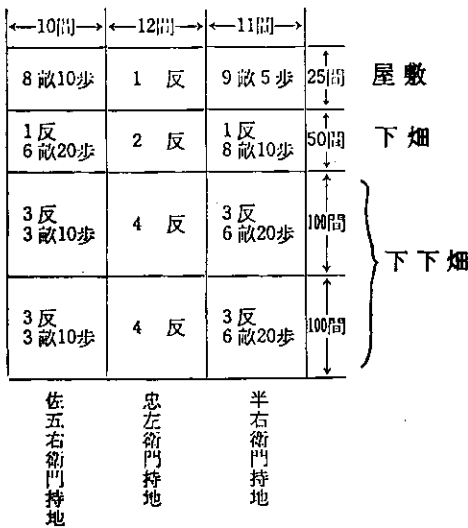 10間 12間 11間
8畝10歩 1反 9畝5歩 25間 屋敷
1反 2反 1反 50間 下畑
6畝20歩 8畝10歩
3反 4反 3反 100間
3畝10歩 6畝20歩
下下畑
3反 4反 3反 100間
3畝10歩 6畝20歩
佐五右衛門持地
忠左衛門持地
半右衛門持地